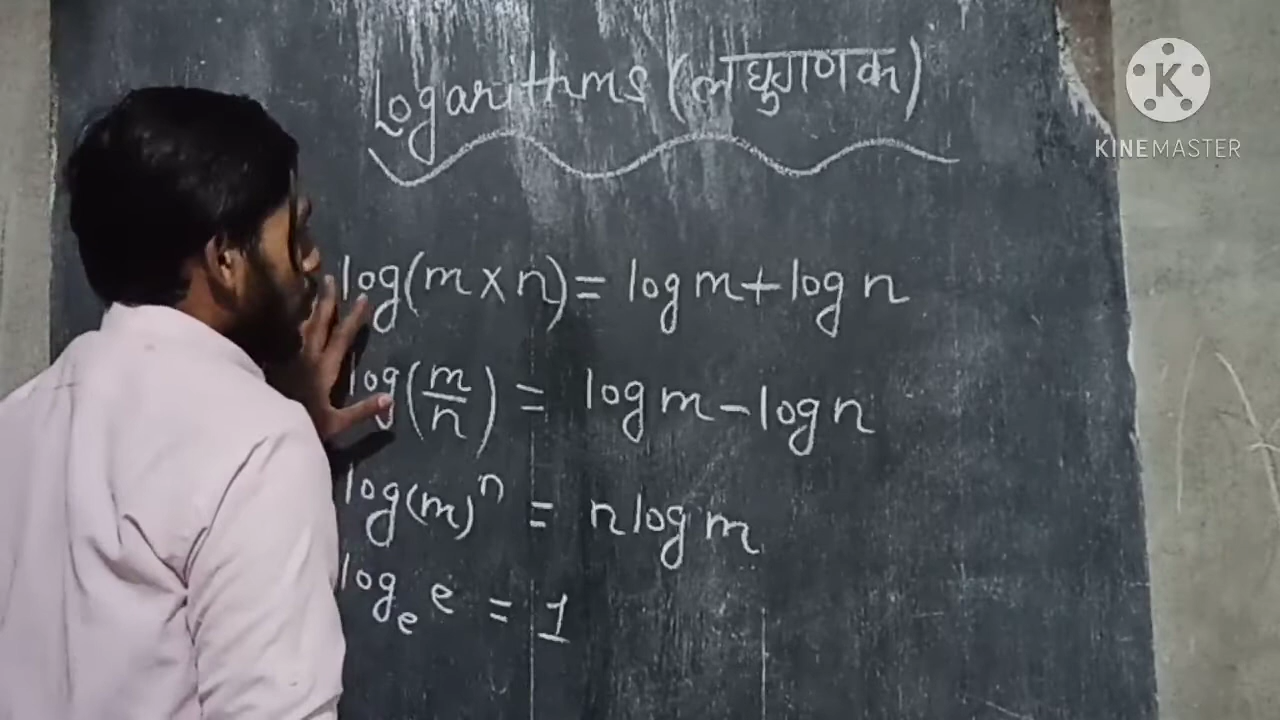 Logarithms (लघुगणक)
log(m×n) = log m + log n
log(m/n) = log m - log n
log(m)ⁿ = n log m
logₑ e = 1
K
KINEMASTER